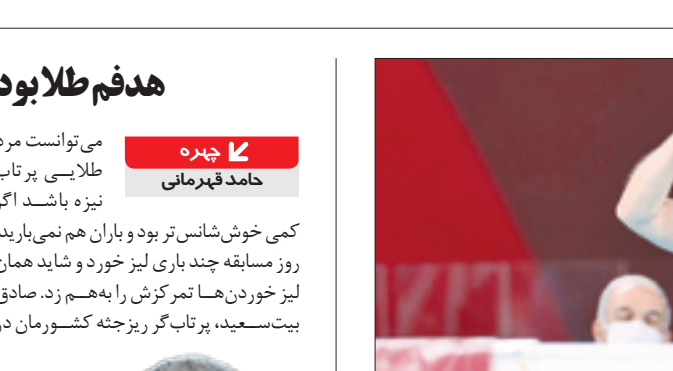 هدفم طلا بود
چهره
حامد قهرمانی
می‌توانست مرد
طلایی پرتاب
نیزه باشد اگر
کمی خوش‌شانس‌تر بود و باران هم نمی‌بارید.
روز مسابقه چند باری لیز خورد و شاید همان
لیز خوردن‌ها تمرکزش را به‌هم زد. صادق
بیت‌سعید، پرتاب‌گر ریزجثه کشورمان در